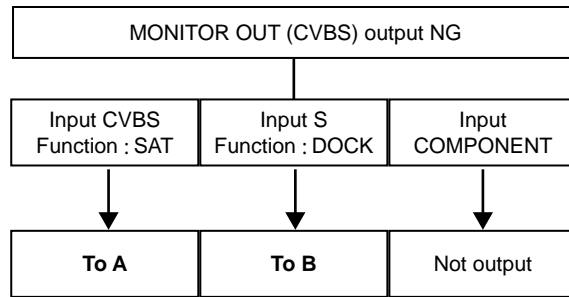 MONITOR OUT (CVBS) output NG
Input CVBS
Function : SAT
Input S
Function : DOCK
Input
COMPONENT
To A
To B
Not output